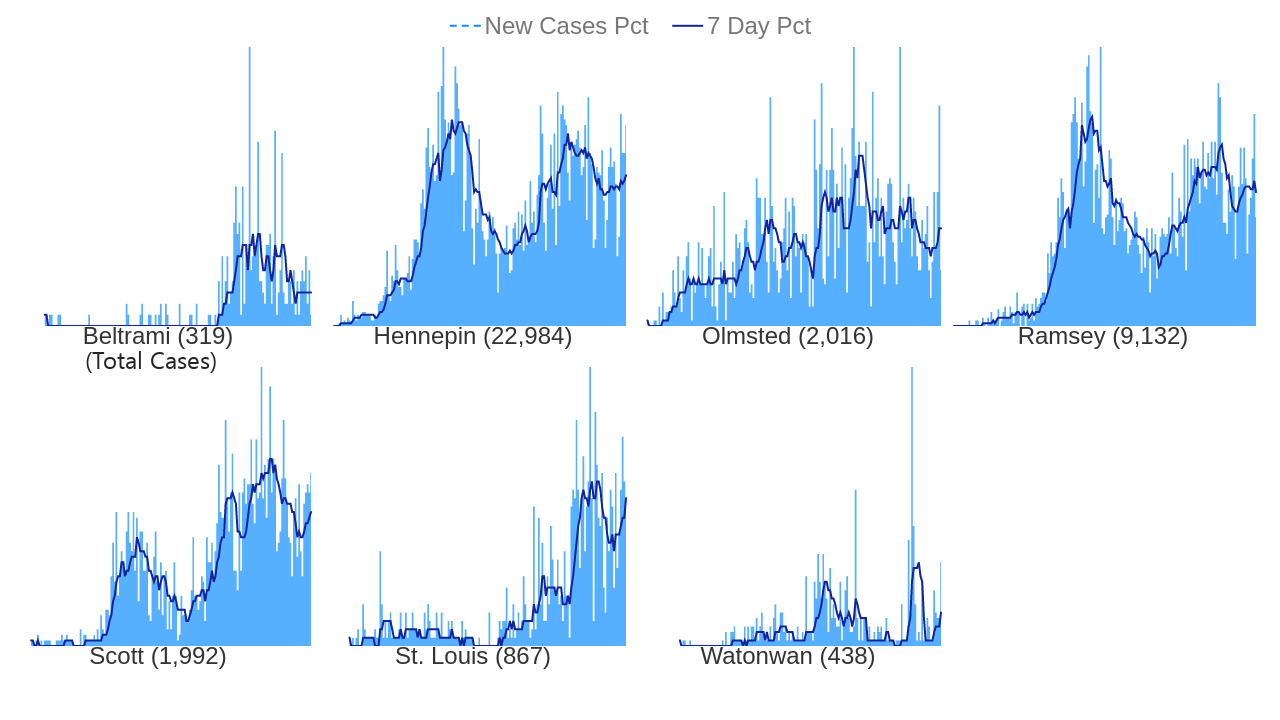 New Cases Pct 7 Day Pct
Beltrami (319) Hennepin (22,984) Olmsted (2,016) Ramsey (9,132)
(Total Cases)
Scott (1,992) St. Louis (867) Watonwan (438)